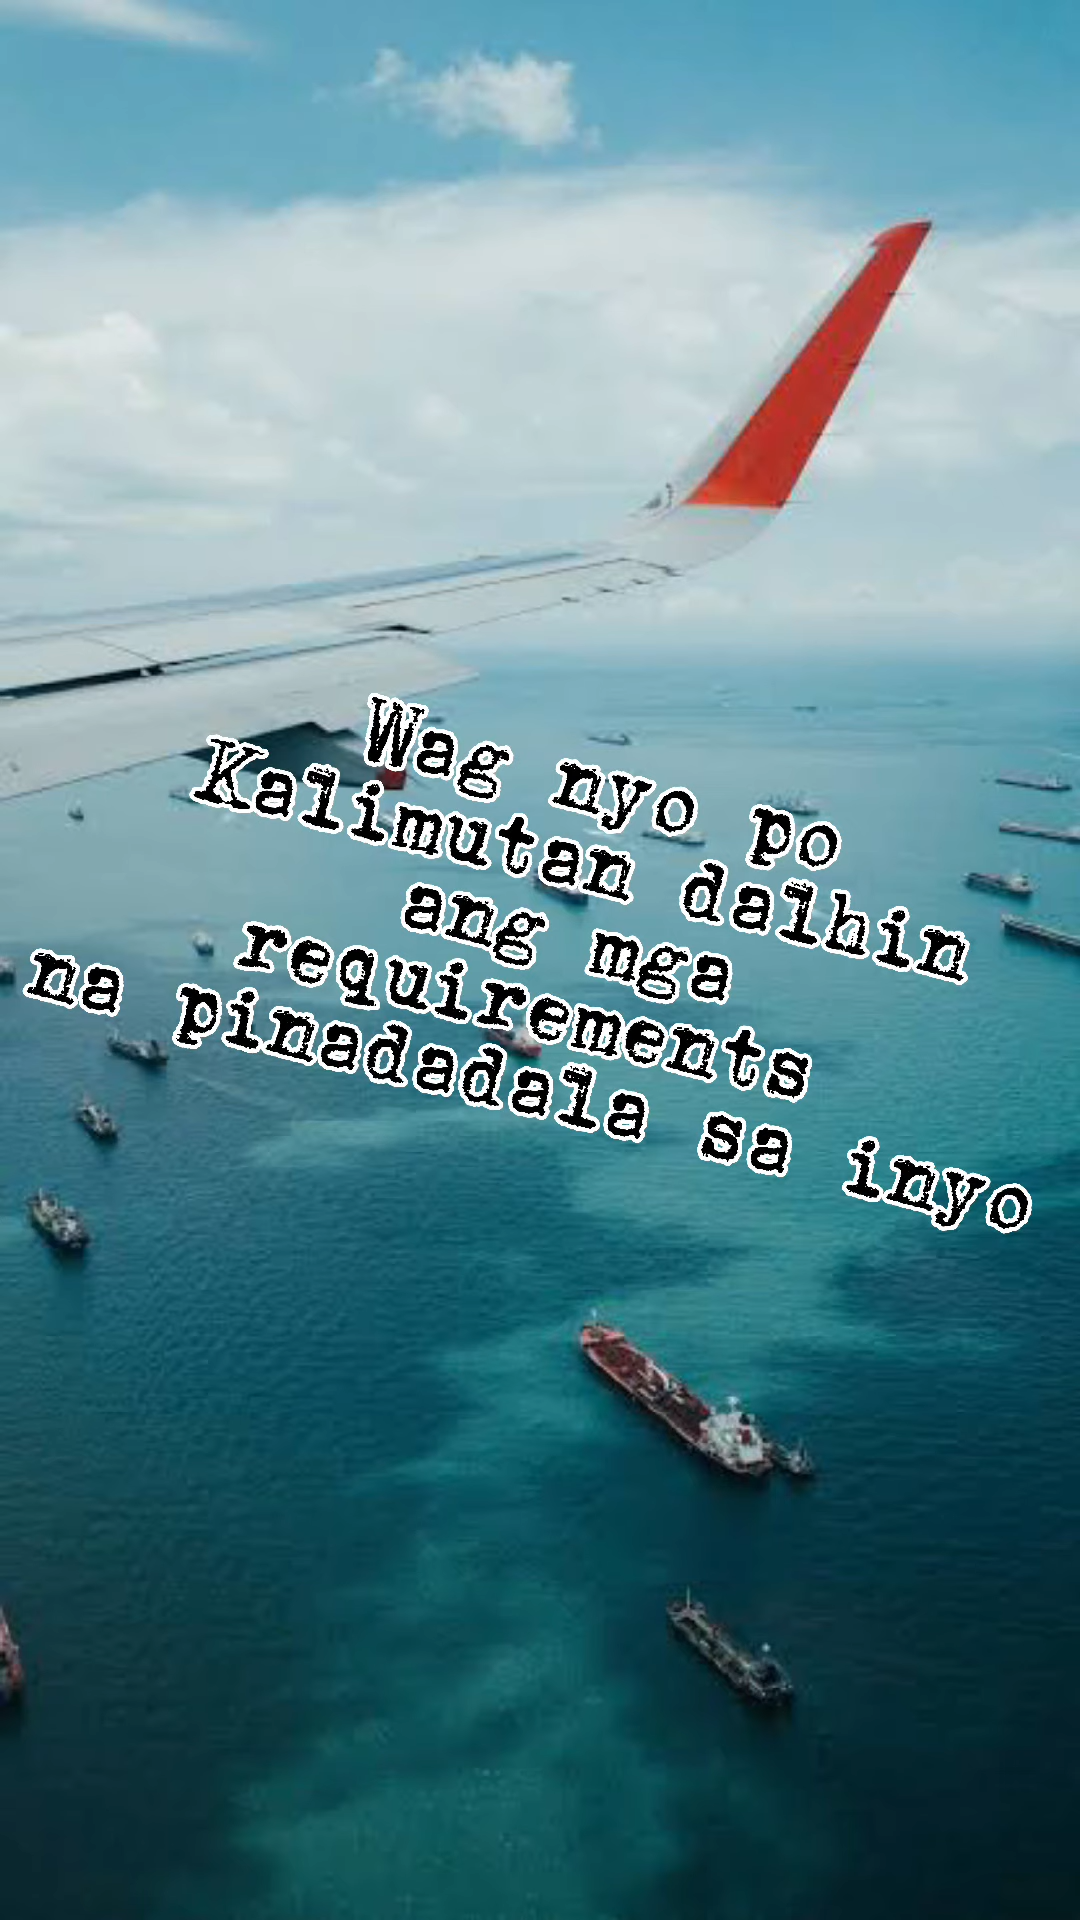 Wag nyo po
Kalimutan dalhin
ang mga
requirements
na pinadadala sa inyo